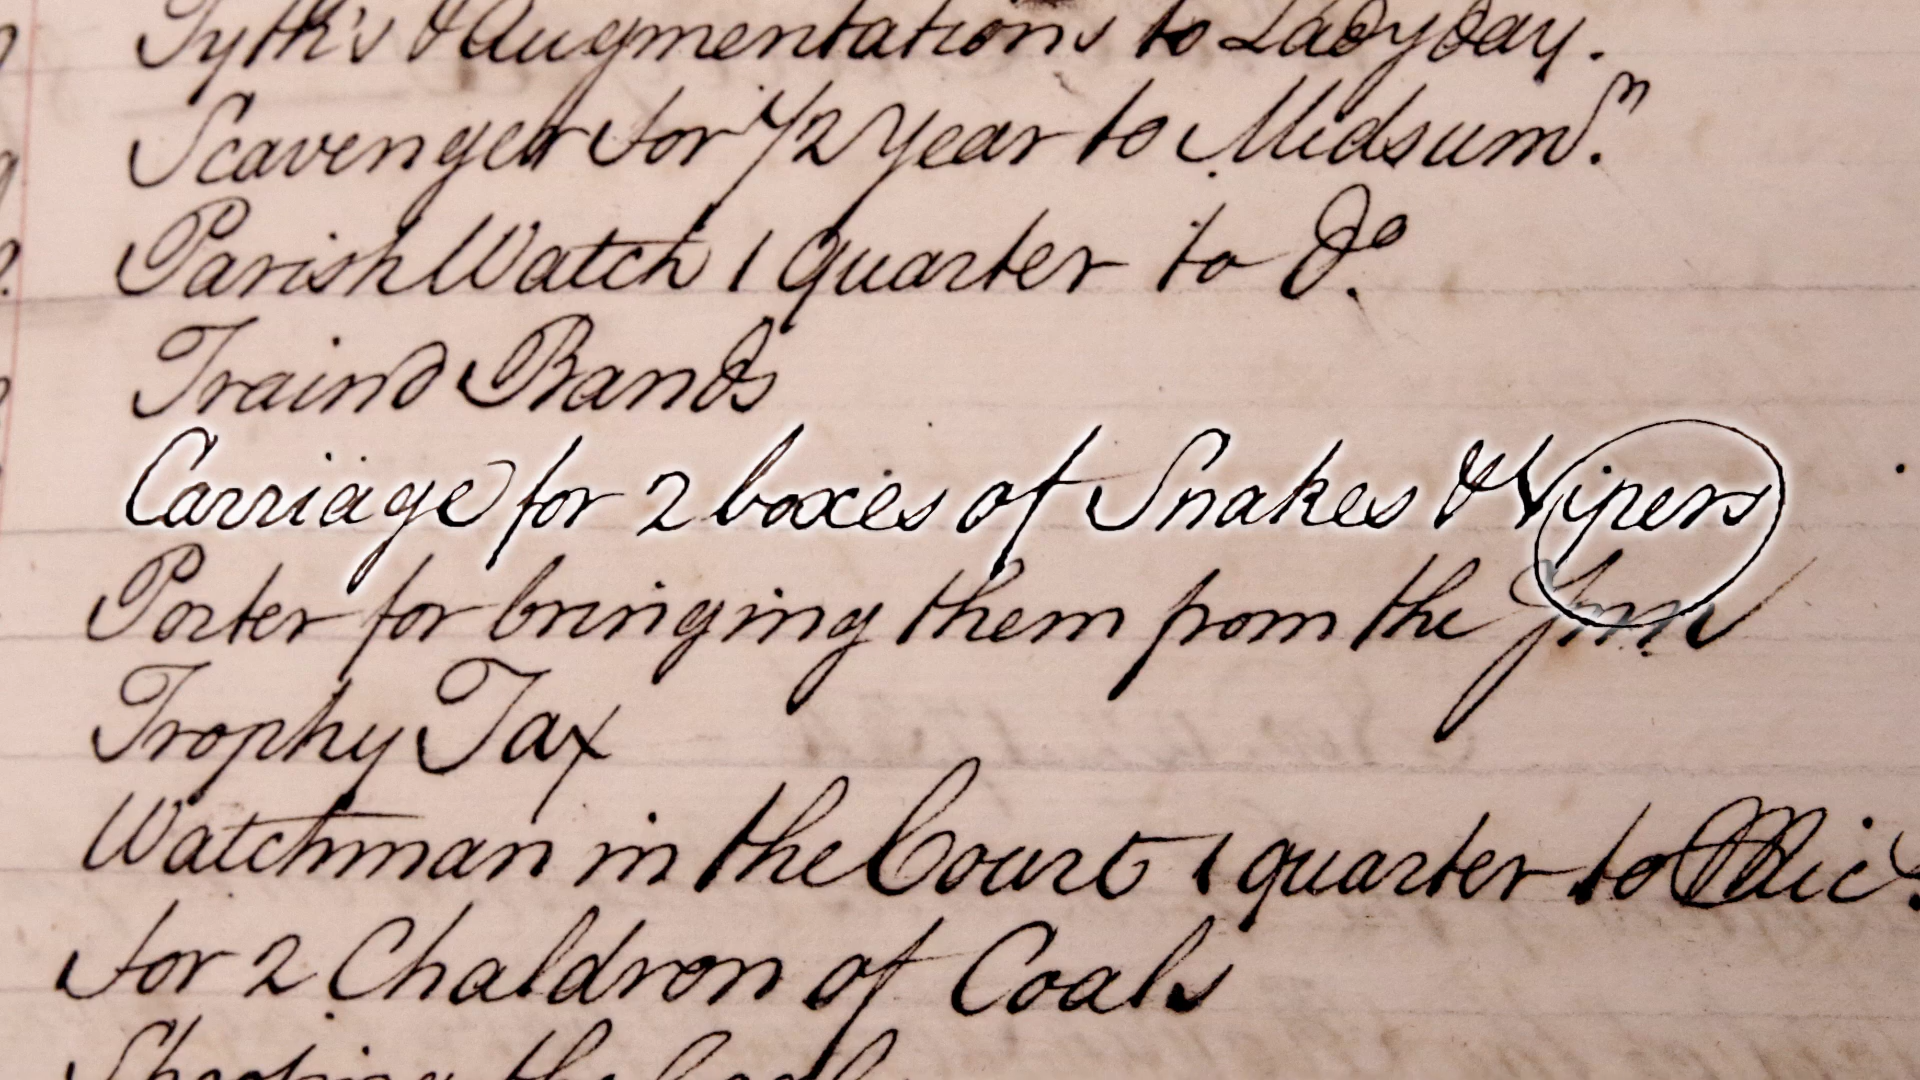 Tyth's & Augmentations to Ladyday.
Scavenger for 1/2 Year to Midsumr.
Parish Watch 1 quarter to Do.
Traind Bands
Carriage for 2 boxes of Snakes & Vipers
Porter for bringing them from the Inn
Trophy Tax
Watchman in the Court 1 quarter to Mics.
for 2 Chaldron of Coals
the